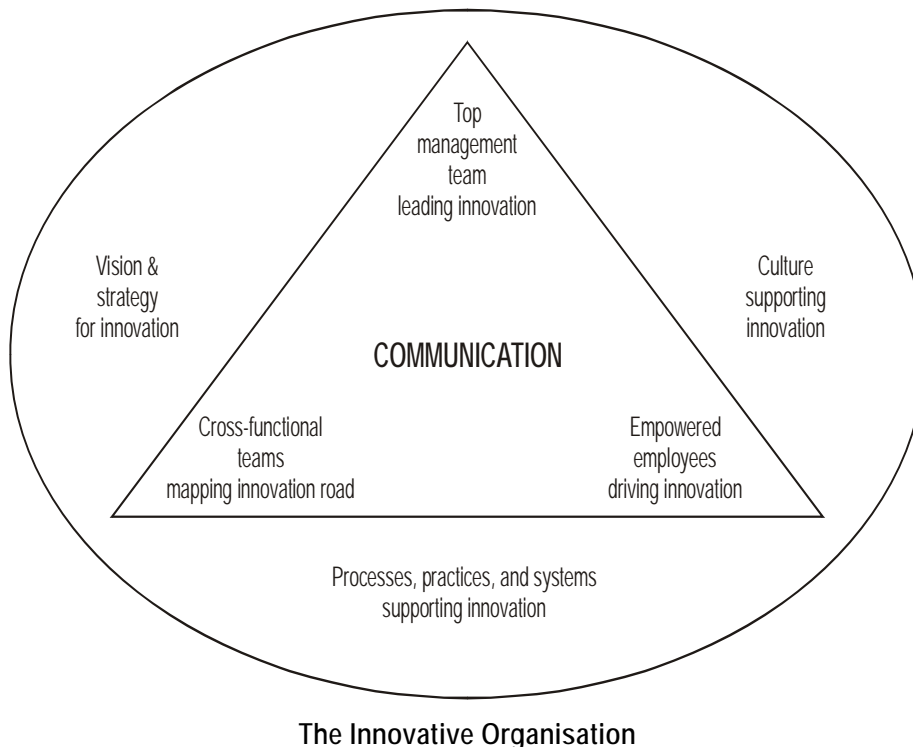 Top
management
team
leading innovation
Vision &
strategy
for innovation
Culture
supporting
innovation
COMMUNICATION
Cross-functional
teams
mapping innovation road
Empowered
employees
driving innovation
Processes, practices, and systems
supporting innovation
The Innovative Organisation